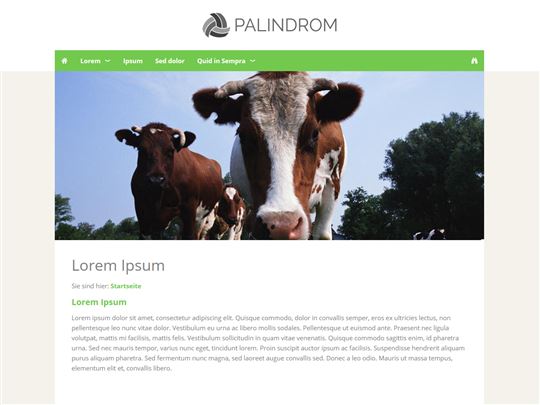 PALINDROM
Lorem Ipsum Sed dolor Quid in Sempra
Lorem Ipsum
Sie sind hier: Startseite
Lorem Ipsum
Lorem ipsum dolor sit amet, consectetur adipiscing elit. Quisque commodo, dolor in convallis semper, eros ex ultricies lectus, non
pellentesque leo nunc vitae dolor. Vestibulum eu urna ac libero mollis sodales. Pellentesque ut euismod ante. Praesent nec ligula
volutpat, mattis mi facilisis, mattis felis. Vestibulum sollicitudin in quam vitae venenatis. Quisque commodo sagittis enim, id pharetra
urna. Sed nec mauris tempor, varius nunc eget, tincidunt lorem. Proin suscipit auctor ipsum ac facilisis. Suspendisse hendrerit aliquam
purus aliquam pharetra. Sed fermentum nunc magna, sed laoreet augue convallis sed. Donec a leo odio. Mauris ut massa tempus,
elementum elit et, convallis libero.